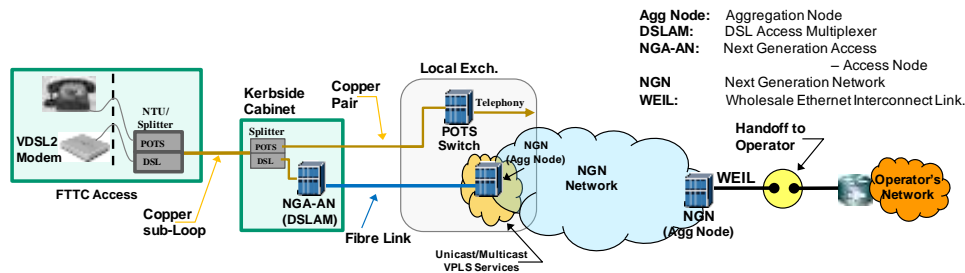 Agg Node: Aggregation Node
DSLAM: DSL Access Multiplexer
NGA-AN: Next Generation Access
– Access Node
NGN Next Generation Network
WEIL: Wholesale Ethernet Interconnect Link.
Local Exch.
Kerbside
Cabinet
Copper
Pair
Telephony
NTU/
Splitter
POTS
DSL
VDSL2
Modem
FTTC Access
Splitter
POTS
DSL
POTS
Switch
NGN
(Agg Node)
Handoff to
Operator
NGN
Network
WEIL
Operator's
Network
NGA-AN
(DSLAM)
NGN
(Agg Node)
Copper
sub-Loop
Fibre Link
Unicast/Multicast
VPLS Services